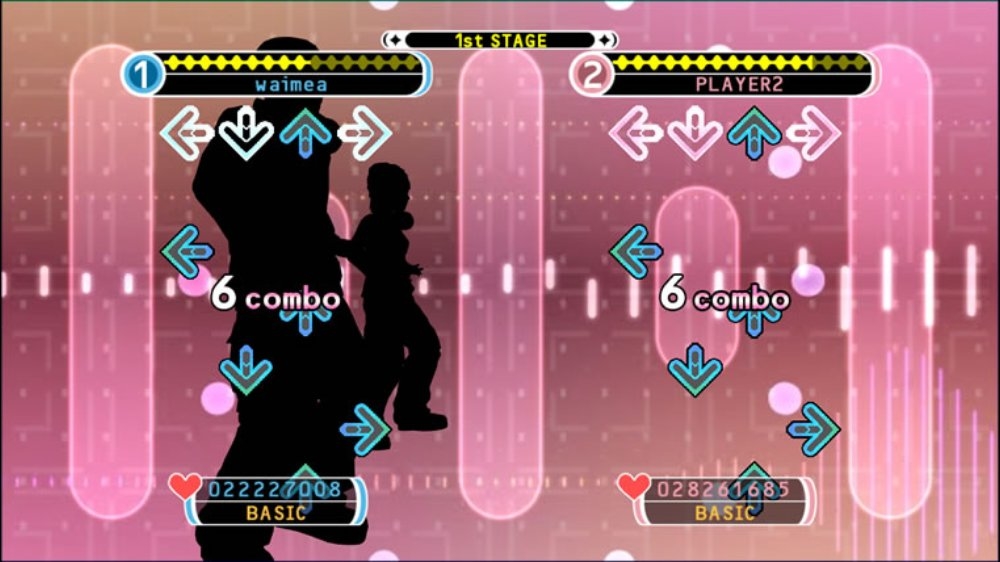 1st STAGE
1
waimea
2
PLAYER2
6 combo
6 combo
022227008
BASIC
028261685
BASIC